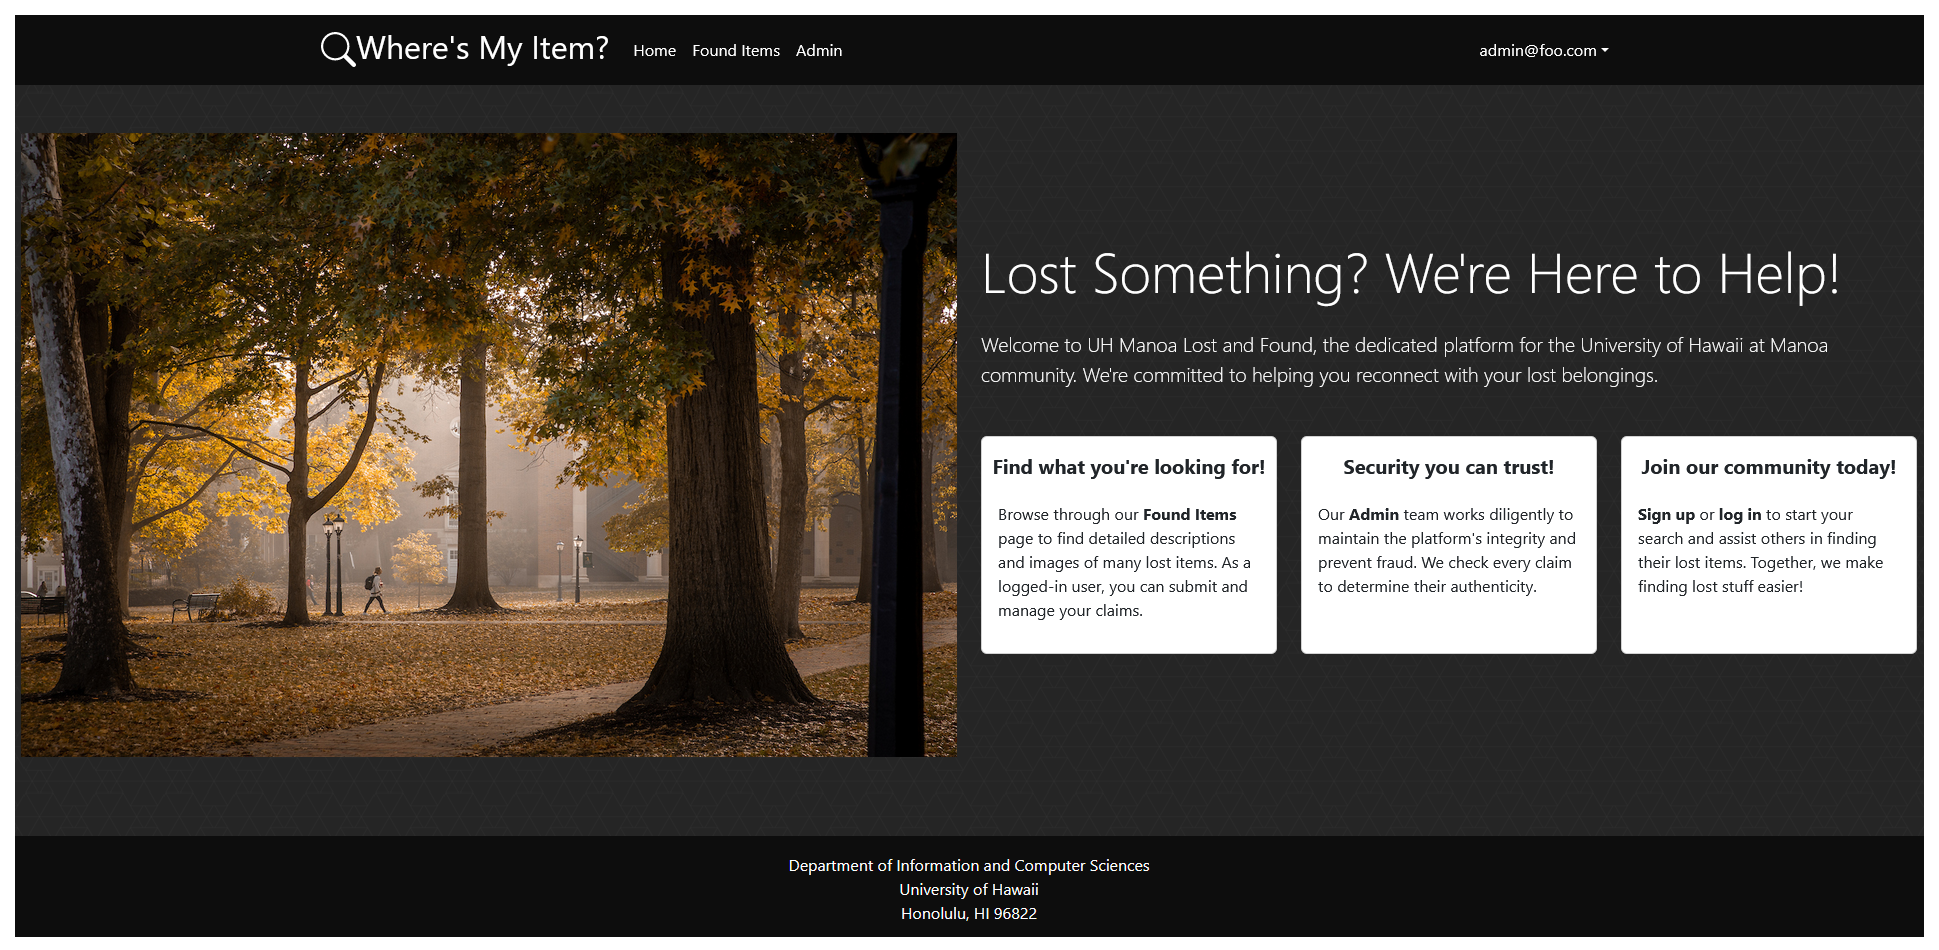 Where's My Item?
Home Found Items Admin
admin@foo.com
Lost Something? We're Here to Help!
Welcome to UH Manoa Lost and Found, the dedicated platform for the University of Hawaii at Manoa
community. We're committed to helping you reconnect with your lost belongings.
Find what you're looking for!
Browse through our Found Items
page to find detailed descriptions
and images of many lost items. As a
logged-in user, you can submit and
manage your claims.
Security you can trust!
Our Admin team works diligently to
maintain the platform's integrity and
prevent fraud. We check every claim
to determine their authenticity.
Join our community today!
Sign up or log in to start your
search and assist others in finding
their lost items. Together, we make
finding lost stuff easier!
Department of Information and Computer Sciences
University of Hawaii
Honolulu, HI 96822